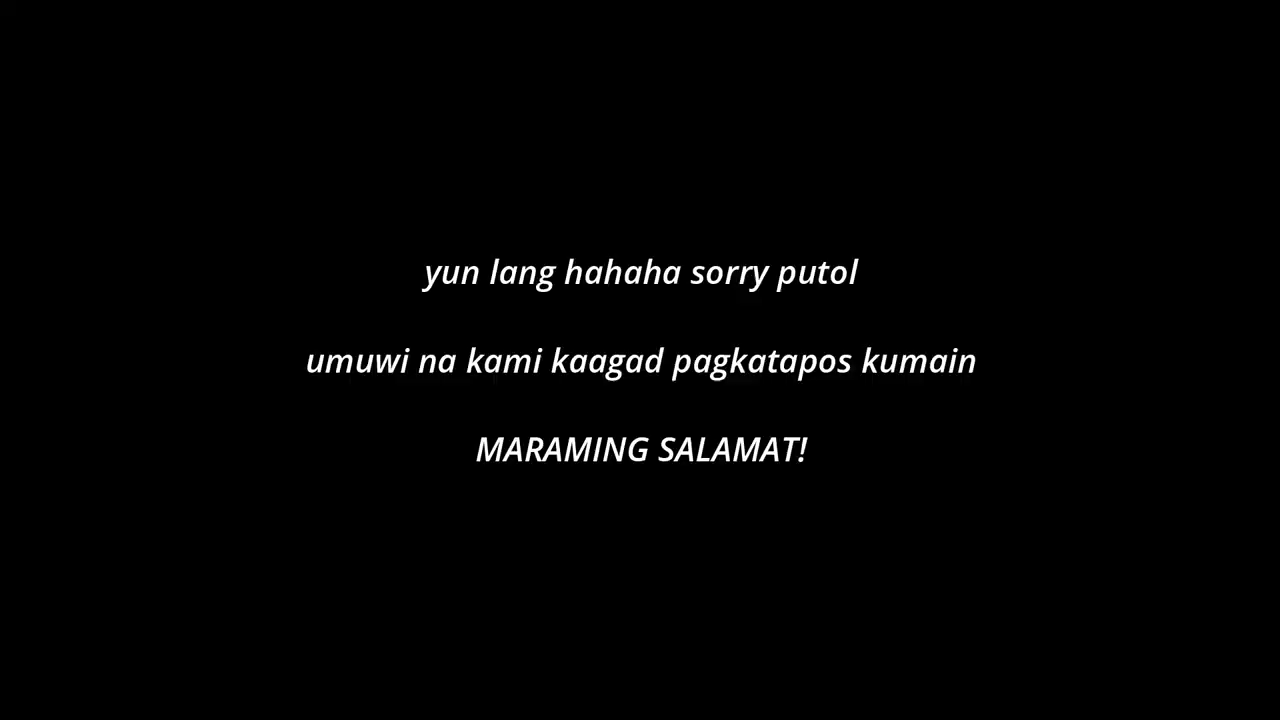 yun lang hahaha sorry putol
umuwi na kami kaagad pagkatapos kumain
MARAMING SALAMAT!